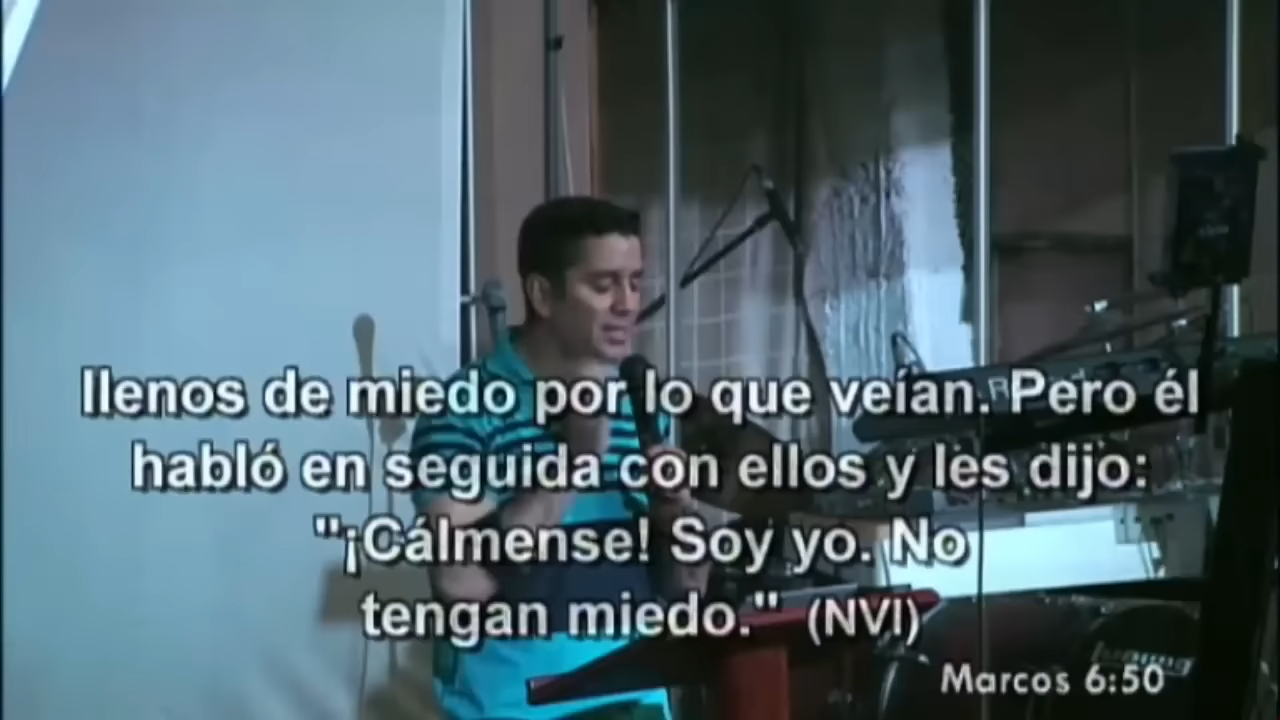 llenos de miedo por lo que veían. Pero él
habló en seguida con ellos y les dijo:
"¡Cálmense! Soy yo. No
tengan miedo." (NVI)
Marcos 6:50